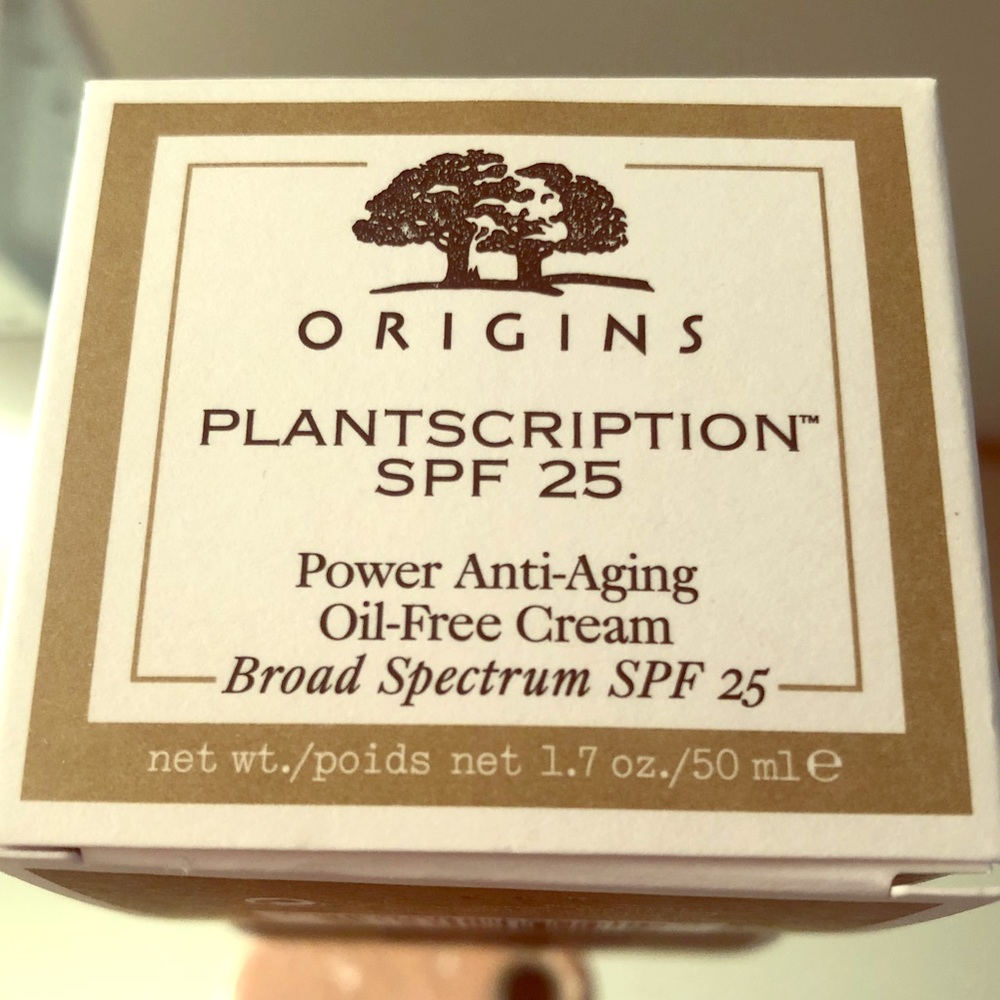 ORIGINS
PLANTSCRIPTION™
SPF 25
Power Anti-Aging
Oil-Free Cream
Broad Spectrum SPF 25
net wt./poids net 1.7 oz./50 ml ℮